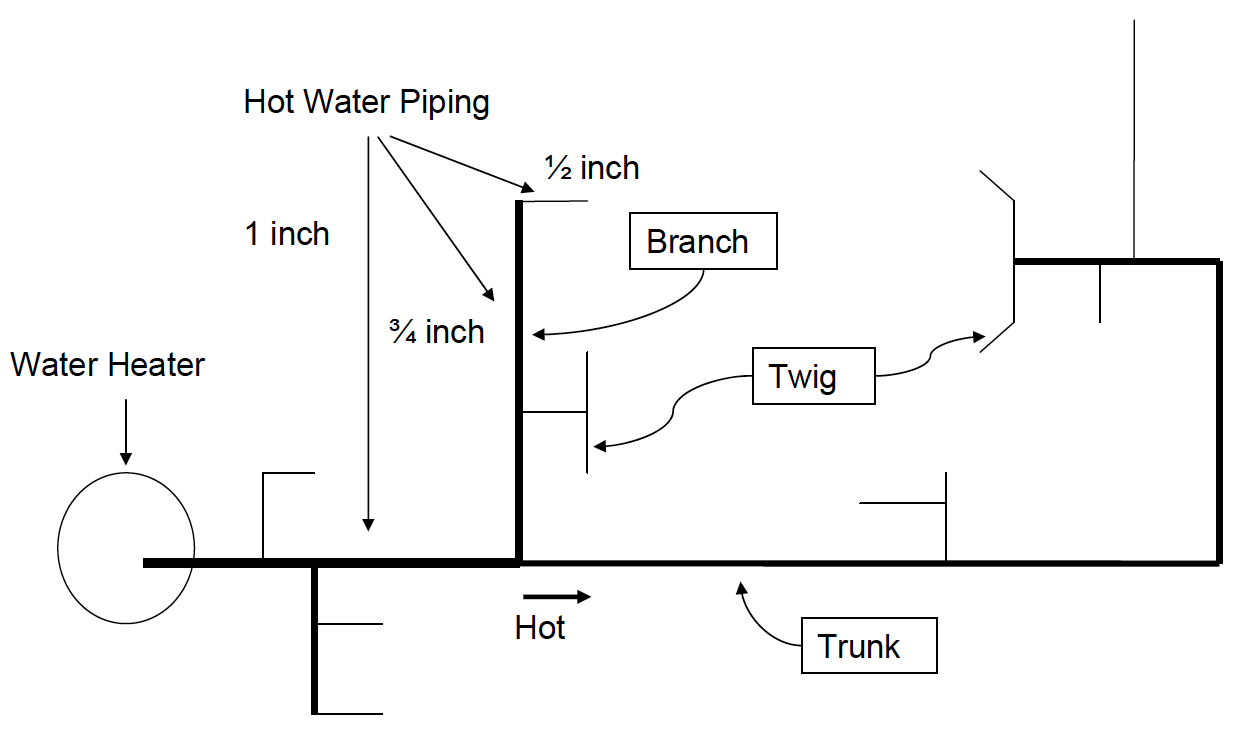 Hot Water Piping
½ inch
1 inch
Branch
¾ inch
Water Heater
Twig
Hot
Trunk